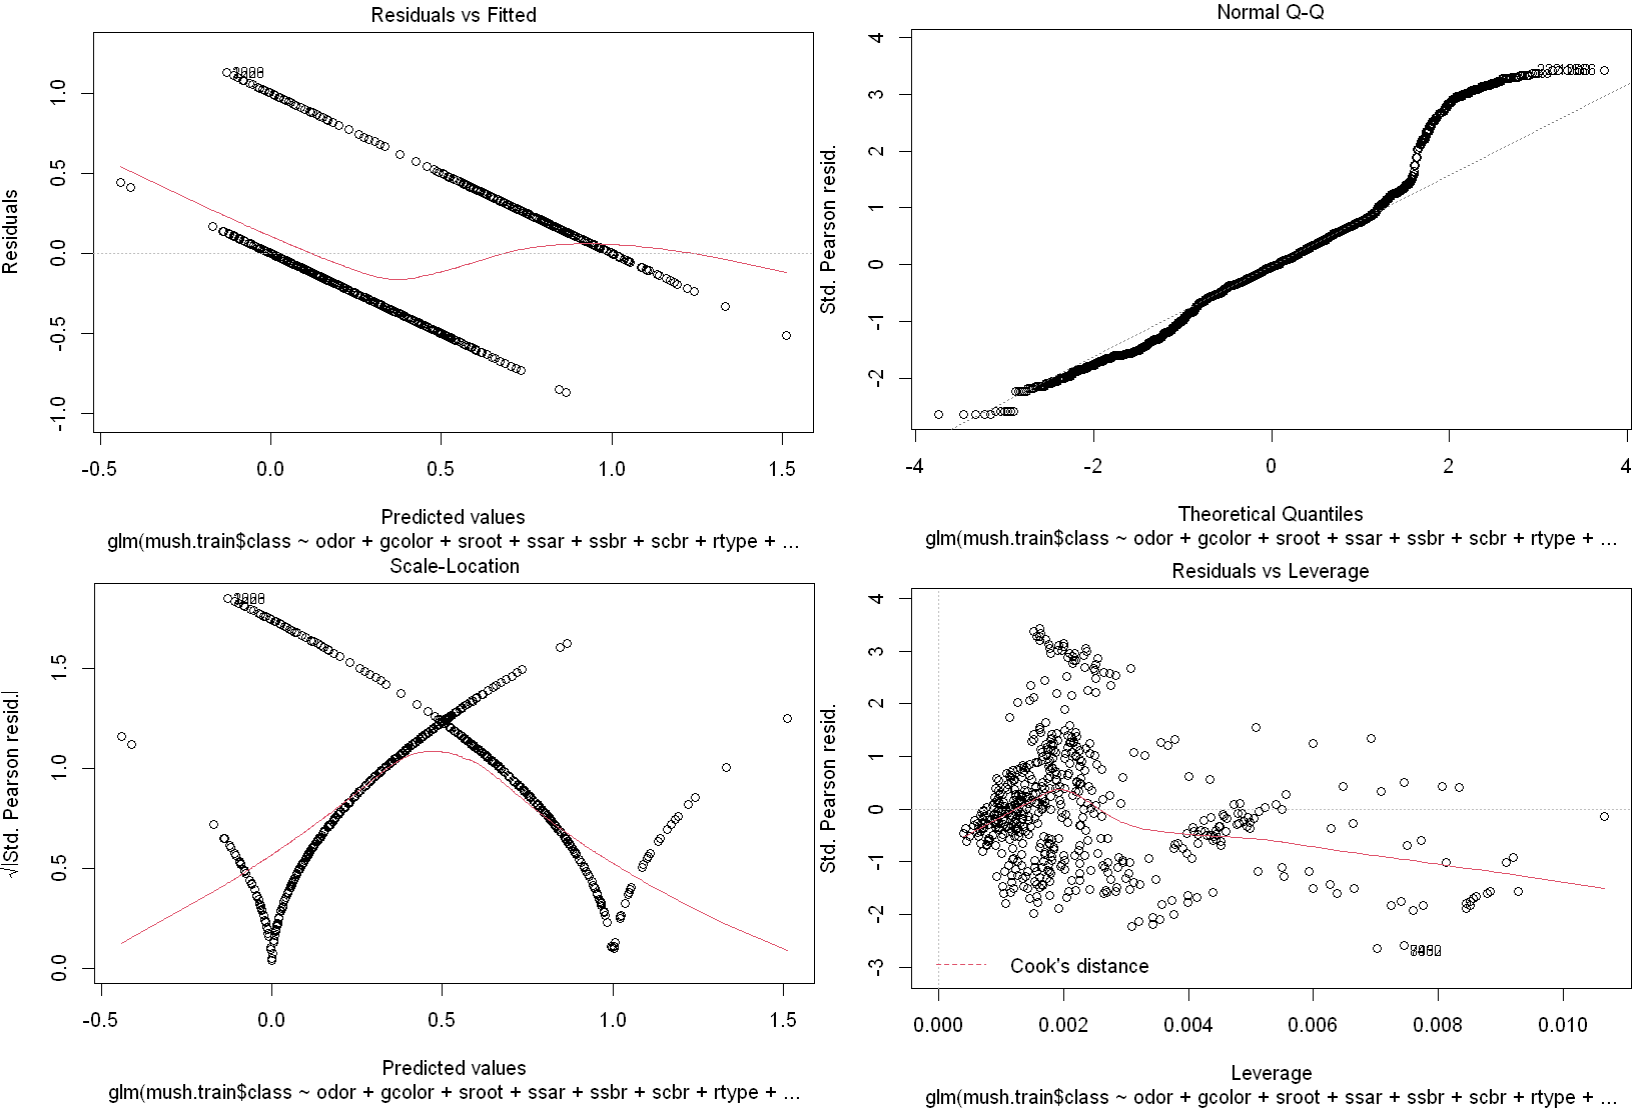 Residuals vs Fitted
Residuals
1.0
0.5
0.0
-0.5
-1.0
-0.5
0.0
0.5
1.0
1.5
Predicted values
glm(mush.train$class ~ odor + gcolor + sroot + ssar + ssbr + scbr + rtype + ...
Normal Q-Q
Std. Pearson resid.
4
3
2
1
0
-1
-2
-4
-2
0
2
4
Theoretical Quantiles
glm(mush.train$class ~ odor + gcolor + sroot + ssar + ssbr + scbr + rtype + ...
Scale-Location
√|Std. Pearson resid.|
1.5
1.0
0.5
0.0
-0.5
0.0
0.5
1.0
1.5
Predicted values
glm(mush.train$class ~ odor + gcolor + sroot + ssar + ssbr + scbr + rtype + ...
Residuals vs Leverage
Std. Pearson resid.
4
3
2
1
0
-1
-2
-3
Cook's distance
0.000
0.002
0.004
0.006
0.008
0.010
Leverage
glm(mush.train$class ~ odor + gcolor + sroot + ssar + ssbr + scbr + rtype + ...